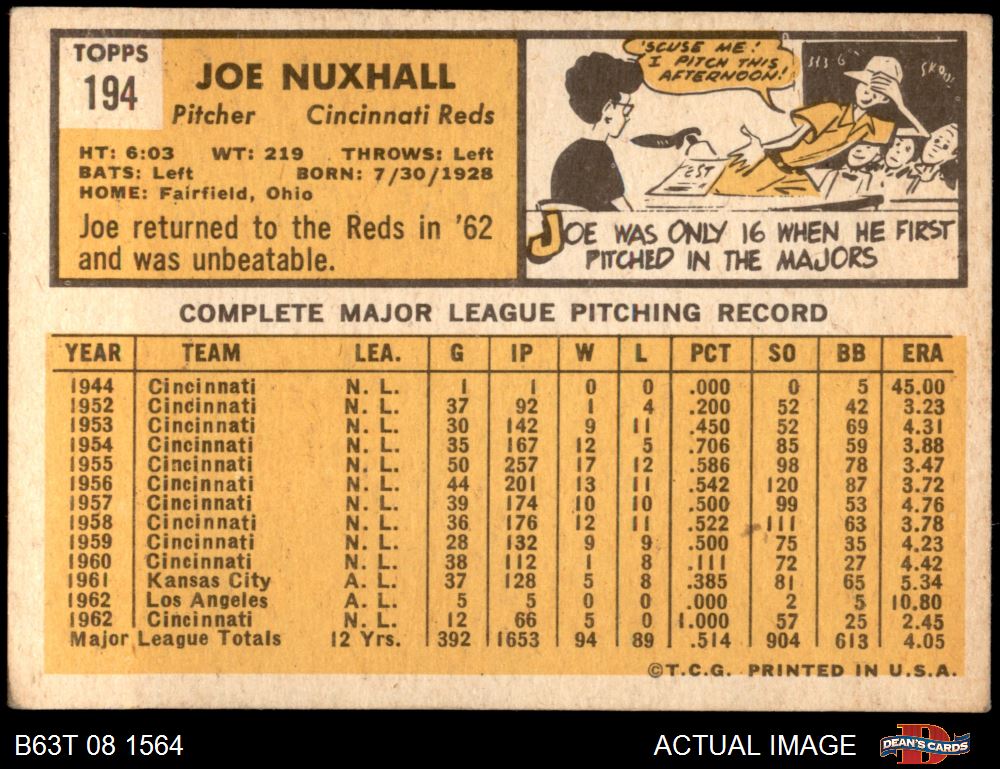 TOPPS
194
JOE NUXHALL
Pitcher Cincinnati Reds
HT: 6:03 WT: 219 THROWS: Left
BATS: Left BORN: 7/30/1928
HOME: Fairfield, Ohio
Joe returned to the Reds in '62
and was unbeatable.
'SCUSE ME!
I PITCH THIS
AFTERNOON!
TEST
JOE WAS ONLY 16 WHEN HE FIRST
PITCHED IN THE MAJORS
COMPLETE MAJOR LEAGUE PITCHING RECORD
YEAR TEAM LEA. G IP W L PCT SO BB ERA
1944 Cincinnati N. L. 1 1 0 0 .000 0 5 45.00
1952 Cincinnati N. L. 37 92 1 4 .200 52 42 3.23
1953 Cincinnati N. L. 30 142 9 11 .450 52 69 4.31
1954 Cincinnati N. L. 35 167 12 5 .706 85 59 3.88
1955 Cincinnati N. L. 50 257 17 12 .586 98 78 3.47
1956 Cincinnati N. L. 44 201 13 11 .542 120 87 3.72
1957 Cincinnati N. L. 39 174 10 10 .500 99 53 4.76
1958 Cincinnati N. L. 36 176 12 11 .522 111 63 3.78
1959 Cincinnati N. L. 28 132 9 9 .500 75 35 4.23
1960 Cincinnati N. L. 38 112 1 8 .111 72 27 4.42
1961 Kansas City A. L. 37 128 5 8 .385 81 65 5.34
1962 Los Angeles A. L. 5 5 0 0 .000 2 5 10.80
1962 Cincinnati N. L. 12 66 5 0 1.000 57 25 2.45
Major League Totals 12 Yrs. 392 1653 94 89 .514 904 613 4.05
©T.C.G. PRINTED IN U.S.A.
B63T 08 1564
ACTUAL IMAGE
DEAN'S CARDS